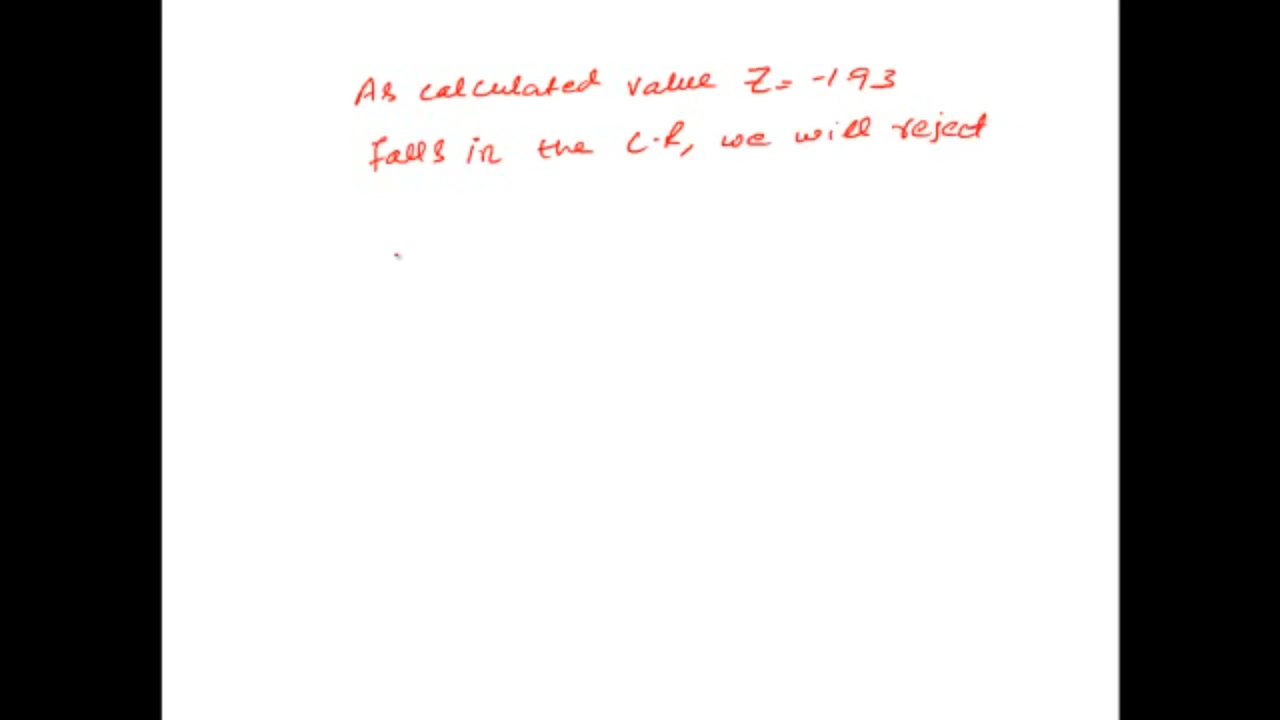 As calculated value Z= -1.93
falls in the C.R, we will reject